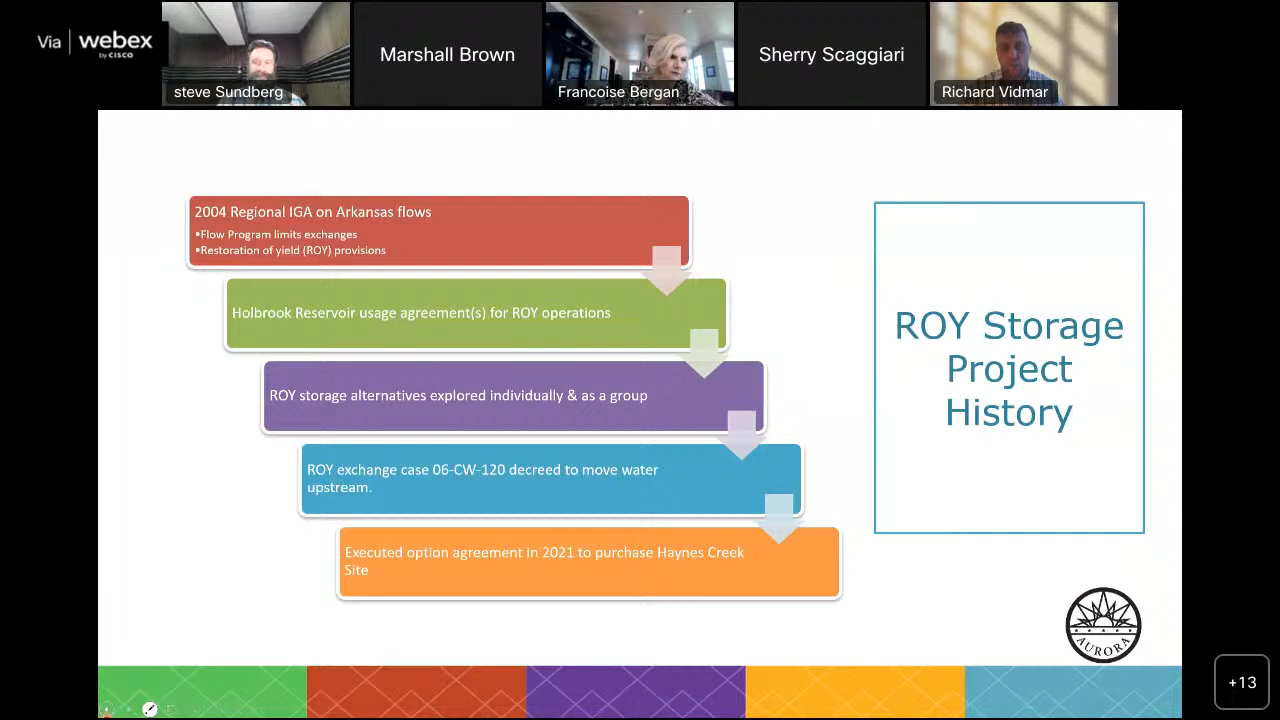 Via | webex
by CISCO
steve Sundberg
Marshall Brown
Francoise Bergan
Sherry Scaggiari
Richard Vidmar
2004 Regional IGA on Arkansas flows
•Flow Program limits exchanges
•Restoration of yield (ROY) provisions
Holbrook Reservoir usage agreement(s) for ROY operations
ROY storage alternatives explored individually & as a group
ROY exchange case 06-CW-120 decreed to move water
upstream.
Executed option agreement in 2021 to purchase Haynes Creek
Site
ROY Storage
Project
History
AURORA
+13